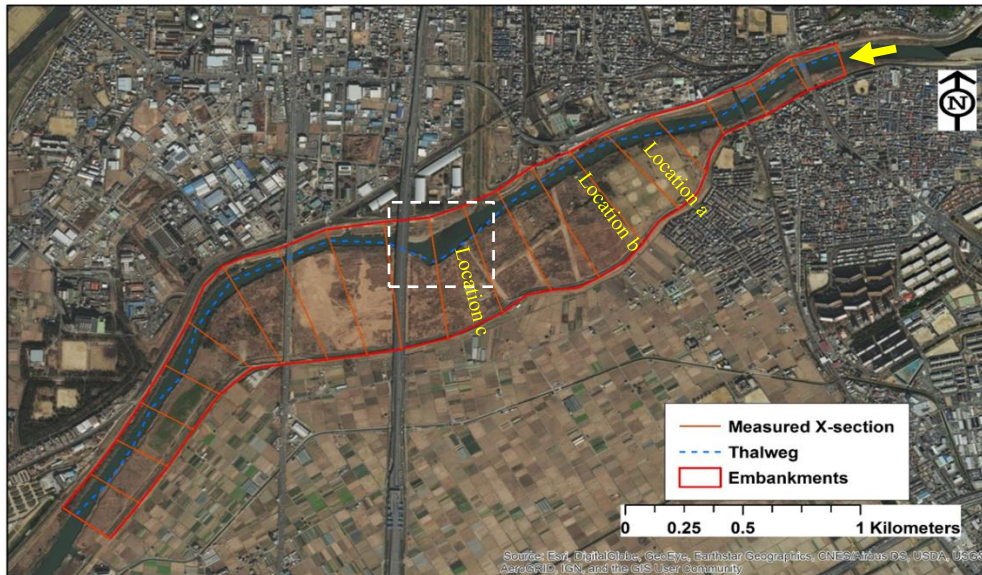 N
Location a
Location b
Location c
Measured X-section
Thalweg
Embankments
0 0.25 0.5 1 Kilometers
Source: Esri, DigitalGlobe, GeoEye, Earthstar Geographics, CNES/Airbus DS, USDA, USGS
AeroGRID, IGN, and the GIS User Community